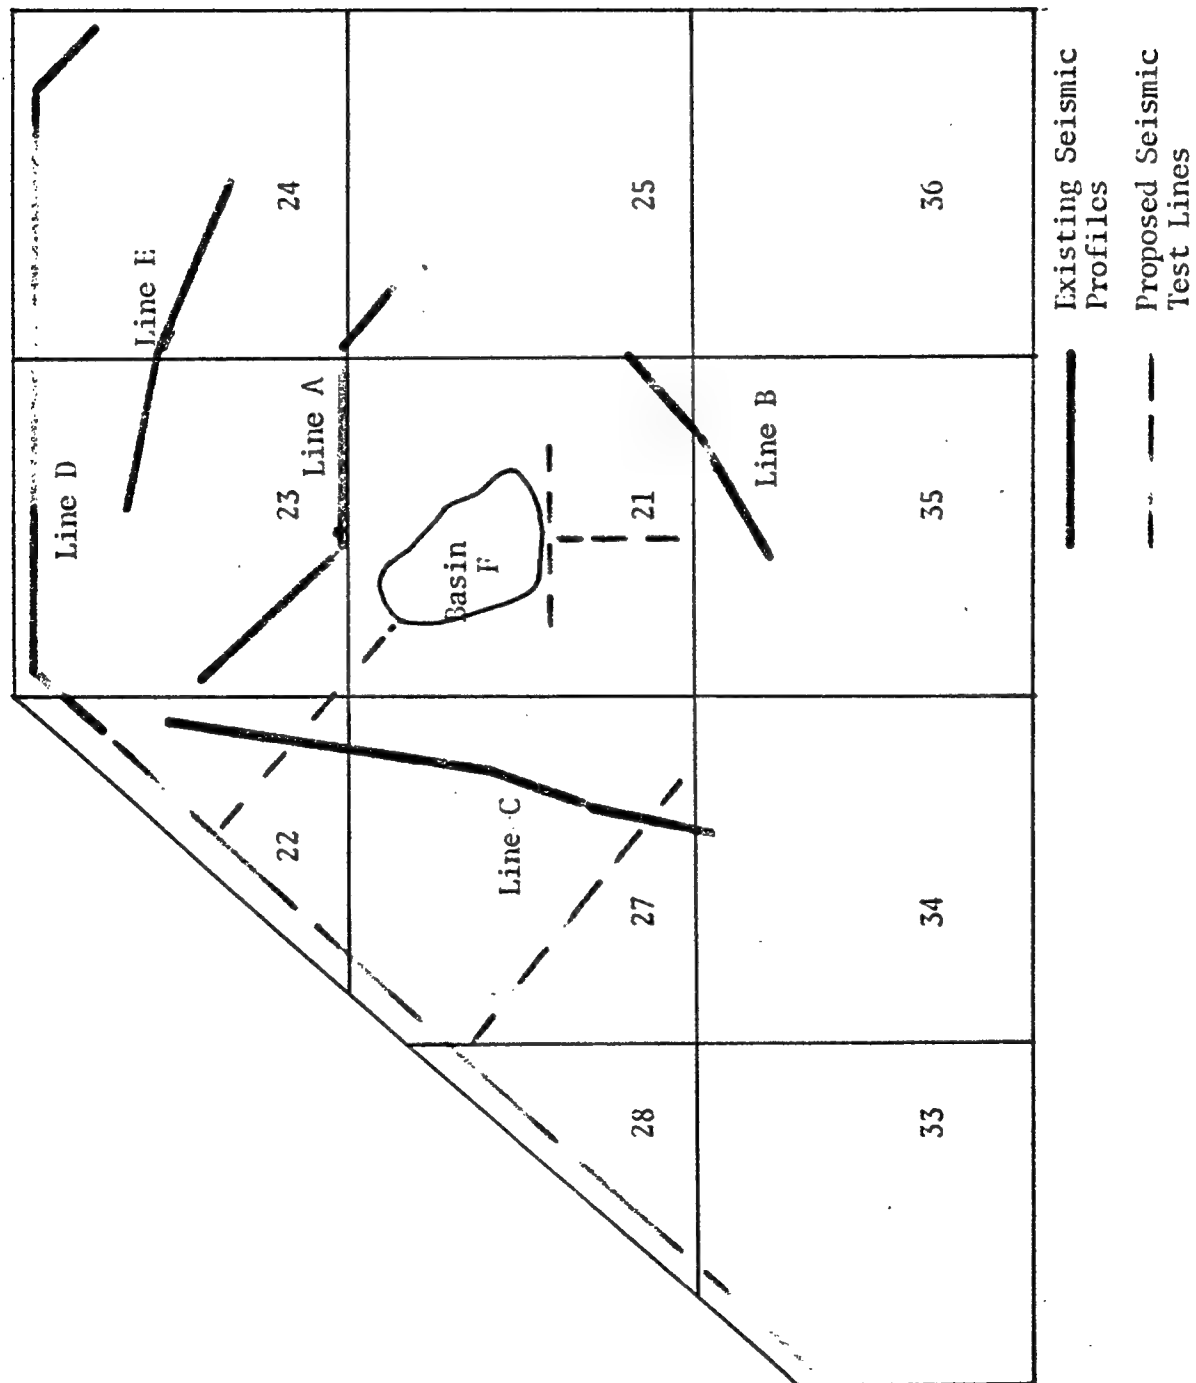 Line D
Line E
22
23
24
Line A
Basin
F
Line C
28
27
21
25
Line B
33
34
35
36
Existing Seismic
Profiles
Proposed Seismic
Test Lines